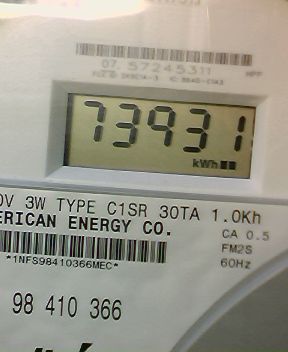 07 57245311 HPP
73931
kWh
0V 3W TYPE C1SR 30TA 1.0Kh
ERICAN ENERGY CO.
CA 0.5
FM2S
*1NFS98410366MEC*
60Hz
98 410 366